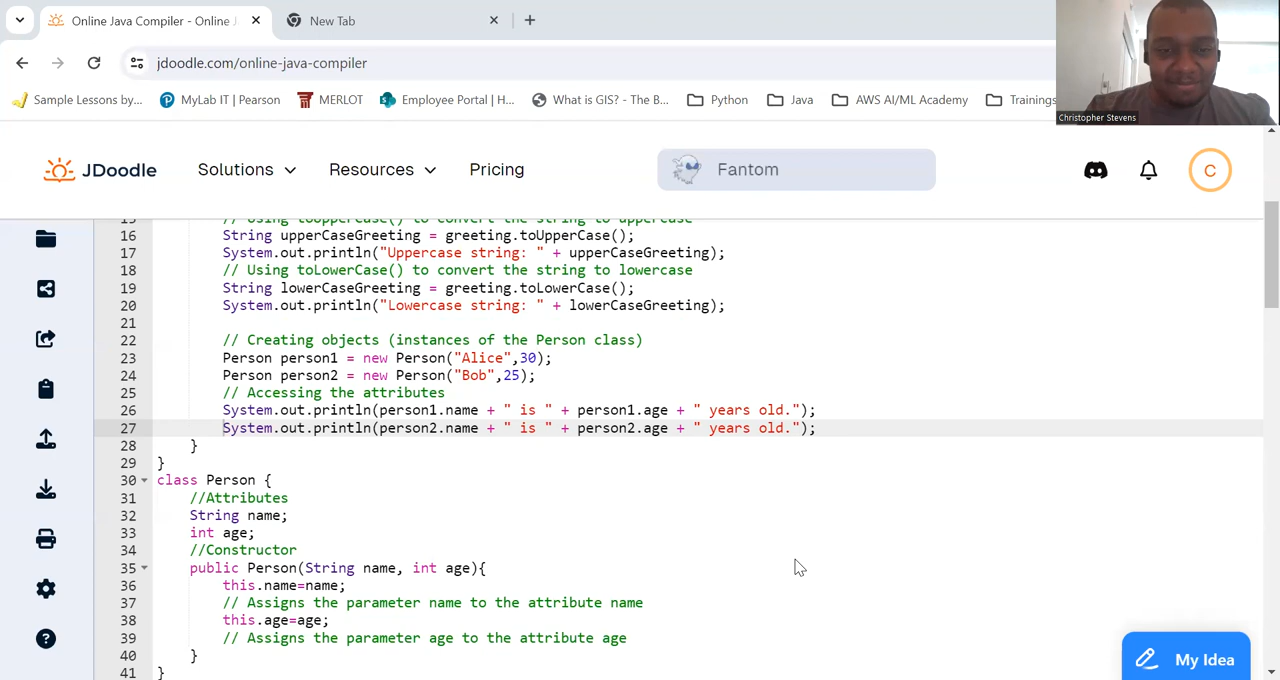 Online Java Compiler - Online J
New Tab
jdoodle.com/online-java-compiler
Sample Lessons by...
MyLab IT | Pearson
MERLOT
Employee Portal | H...
What is GIS? - The B...
Python
Java
AWS AI/ML Academy
Trainings
Christopher Stevens
JDoodle
Solutions
Resources
Pricing
Fantom
C
15 // Using toUpperCase() to convert the string to uppercase
16 String upperCaseGreeting = greeting.toUpperCase();
17 System.out.println("Uppercase string: " + upperCaseGreeting);
18 // Using toLowerCase() to convert the string to lowercase
19 String lowerCaseGreeting = greeting.toLowerCase();
20 System.out.println("Lowercase string: " + lowerCaseGreeting);
21
22 // Creating objects (instances of the Person class)
23 Person person1 = new Person("Alice",30);
24 Person person2 = new Person("Bob",25);
25 // Accessing the attributes
26 System.out.println(person1.name + " is " + person1.age + " years old.");
27 System.out.println(person2.name + " is " + person2.age + " years old.");
28 }
29 }
30 class Person {
31 //Attributes
32 String name;
33 int age;
34 //Constructor
35 public Person(String name, int age){
36 this.name=name;
37 // Assigns the parameter name to the attribute name
38 this.age=age;
39 // Assigns the parameter age to the attribute age
40 }
41 }
My Idea